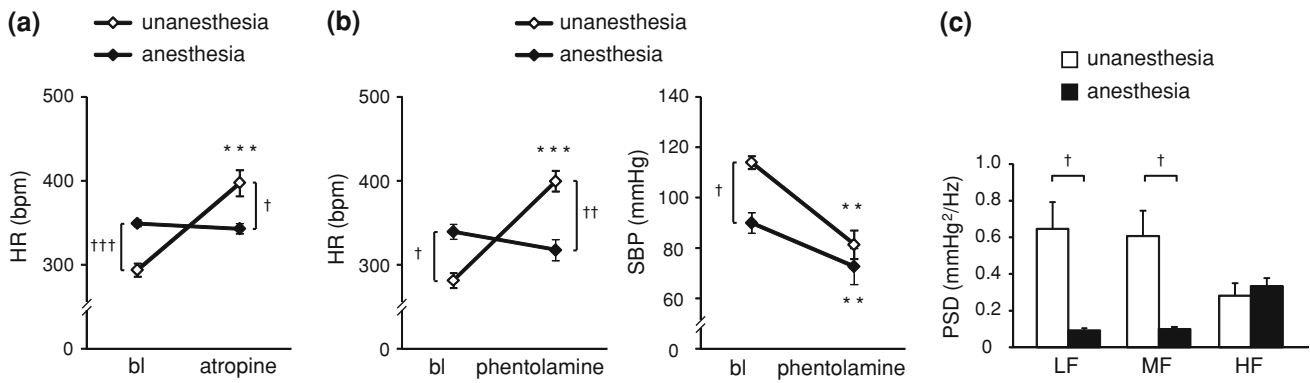 (a)
unanesthesia
anesthesia
500
400
300
0
HR (bpm)
* * *
†
†††
bl
atropine
(b)
unanesthesia
anesthesia
500
400
300
0
HR (bpm)
* * *
††
†
bl
phentolamine
140
120
100
80
60
0
SBP (mmHg)
†
* *
* *
bl
phentolamine
(c)
unanesthesia
anesthesia
1.0
0.8
0.6
0.4
0.2
0
PSD (mmHg²/Hz)
†
†
LF
MF
HF